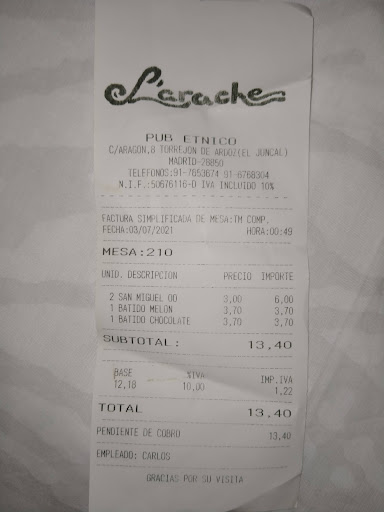 L'arache
PUB ETNICO
C/ARAGON,8 TORREJON DE ARDOZ(EL JUNCAL)
MADRID-28850
TELEFONOS:91-7653674 91-6768304
N.I.F.:50676116-D IVA INCLUIDO 10%
FACTURA SIMPLIFICADA DE MESA:TM COMP.
FECHA:03/07/2021 HORA:00:49
MESA:210
UNID. DESCRIPCION PRECIO IMPORTE
2 SAN MIGUEL 00 3,00 6,00
1 BATIDO MELON 3,70 3,70
1 BATIDO CHOCOLATE 3,70 3,70
SUBTOTAL: 13,40
BASE %IVA IMP.IVA
12,18 10,00 1,22
TOTAL 13,40
PENDIENTE DE COBRO 13,40
EMPLEADO: CARLOS
GRACIAS POR SU VISITA